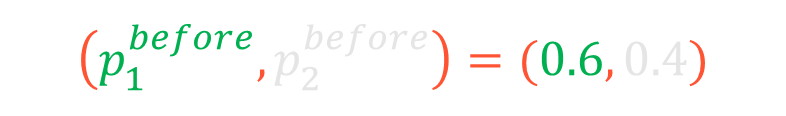 (p₁^before, p₂^before) = (0.6, 0.4)